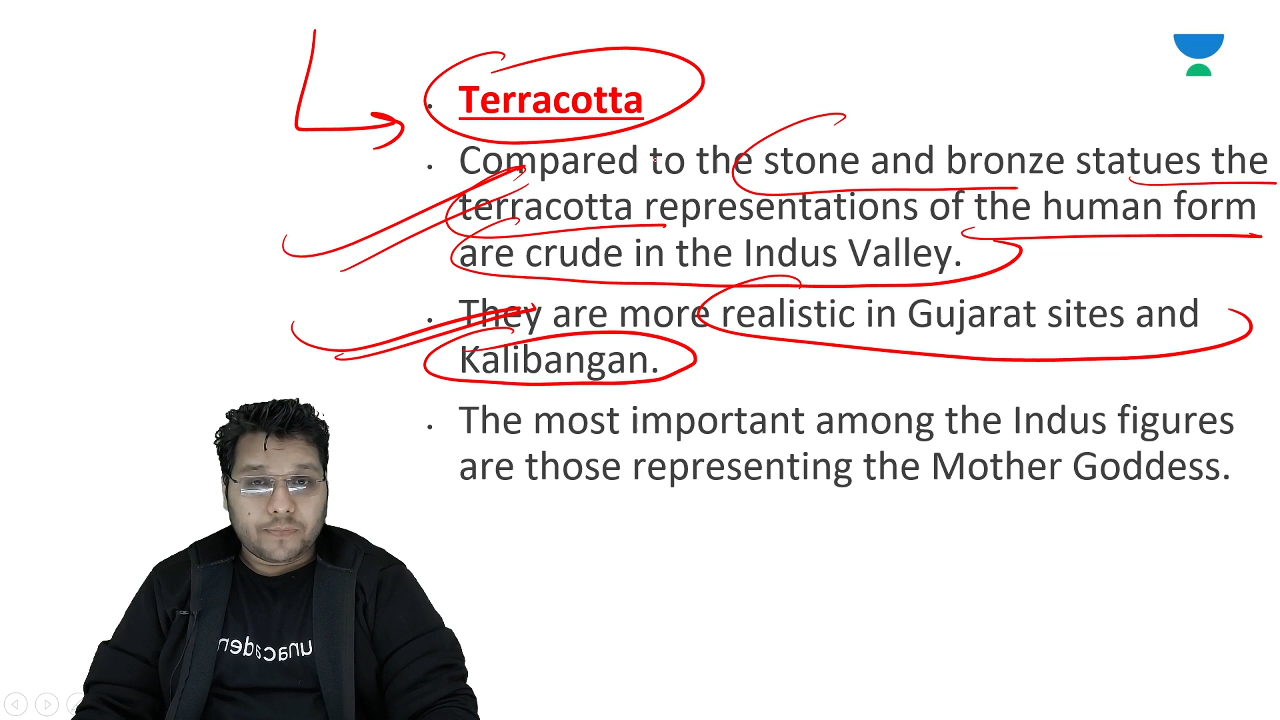 Terracotta
Compared to the stone and bronze statues the
terracotta representations of the human form
are crude in the Indus Valley.
They are more realistic in Gujarat sites and
Kalibangan.
The most important among the Indus figures
are those representing the Mother Goddess.
unacadem